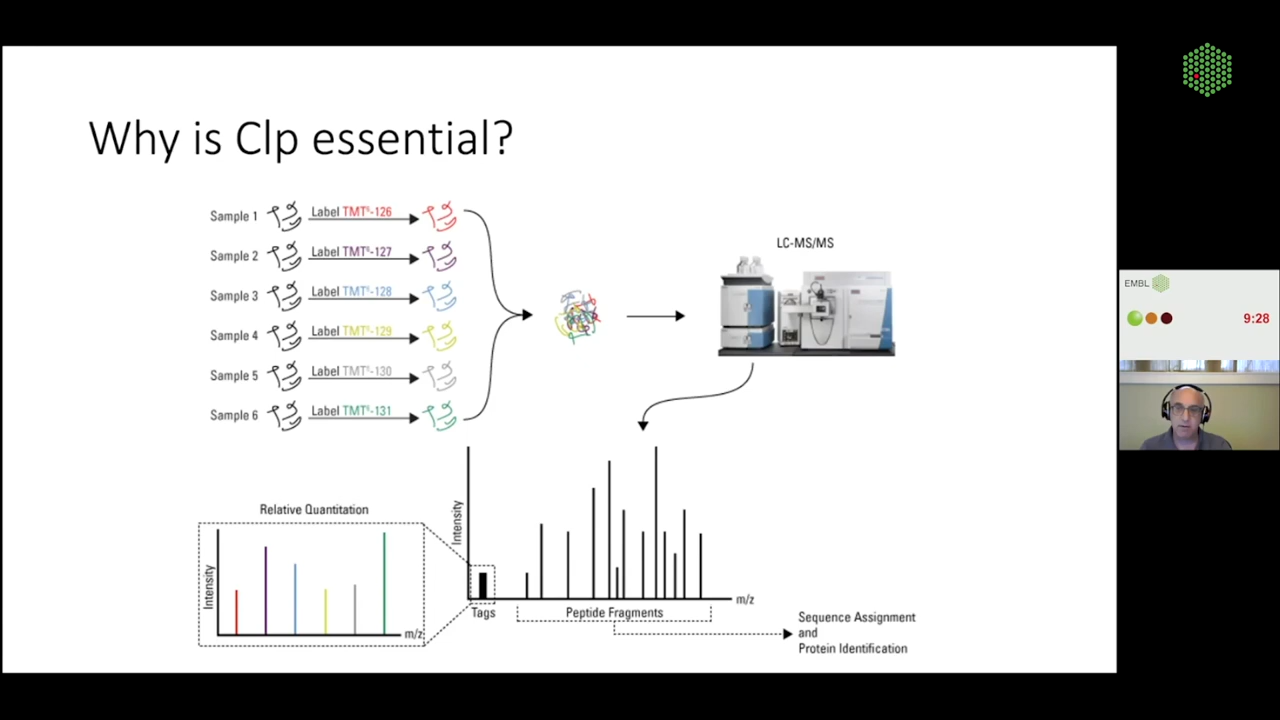 Why is Clp essential?
Sample 1 Label TMT⁶-126
Sample 2 Label TMT⁶-127
Sample 3 Label TMT⁶-128
Sample 4 Label TMT⁶-129
Sample 5 Label TMT⁶-130
Sample 6 Label TMT⁶-131
LC-MS/MS
Relative Quantitation
Intensity
m/z
Intensity
m/z
Tags
Peptide Fragments
Sequence Assignment
and
Protein Identification
EMBL
9:28